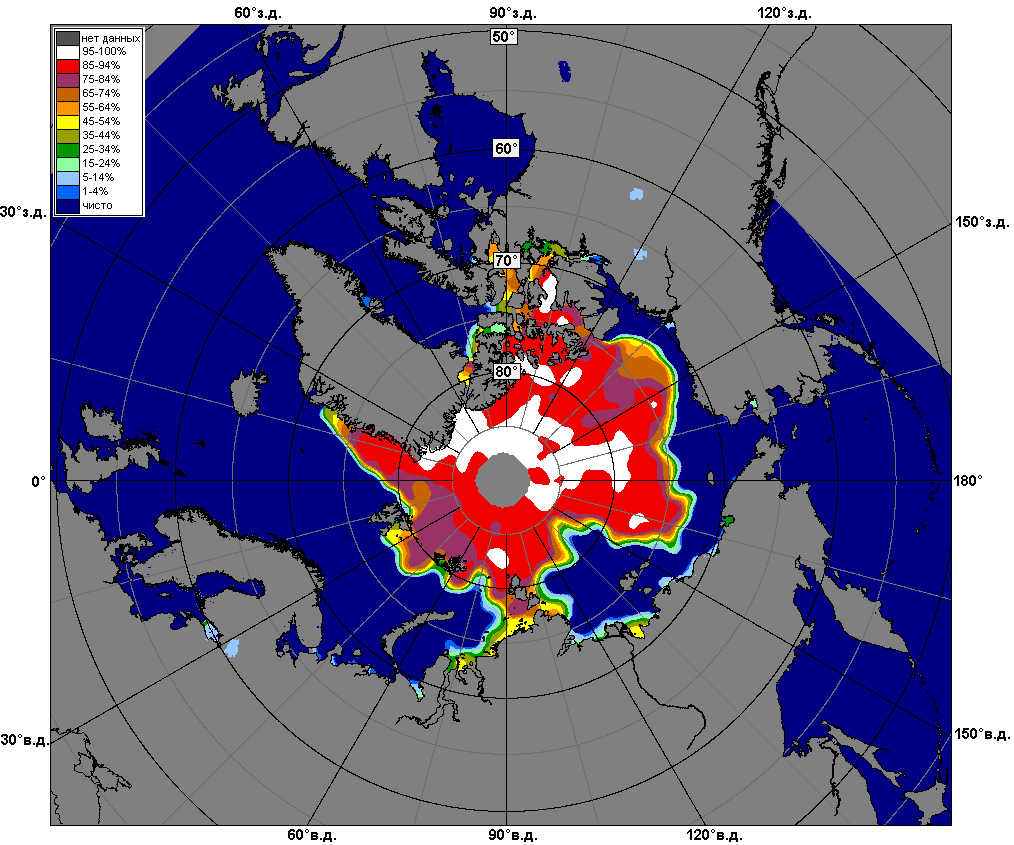 60°з.д. 90°з.д. 120°з.д.
50°
нет данных
95-100%
85-94%
75-84%
65-74%
55-64%
45-54%
35-44%
25-34%
15-24%
5-14%
1-4%
чисто
60°
30°з.д.
150°з.д.
70°
80°
0°
180°
30°в.д.
150°в.д.
60°в.д. 90°в.д. 120°в.д.